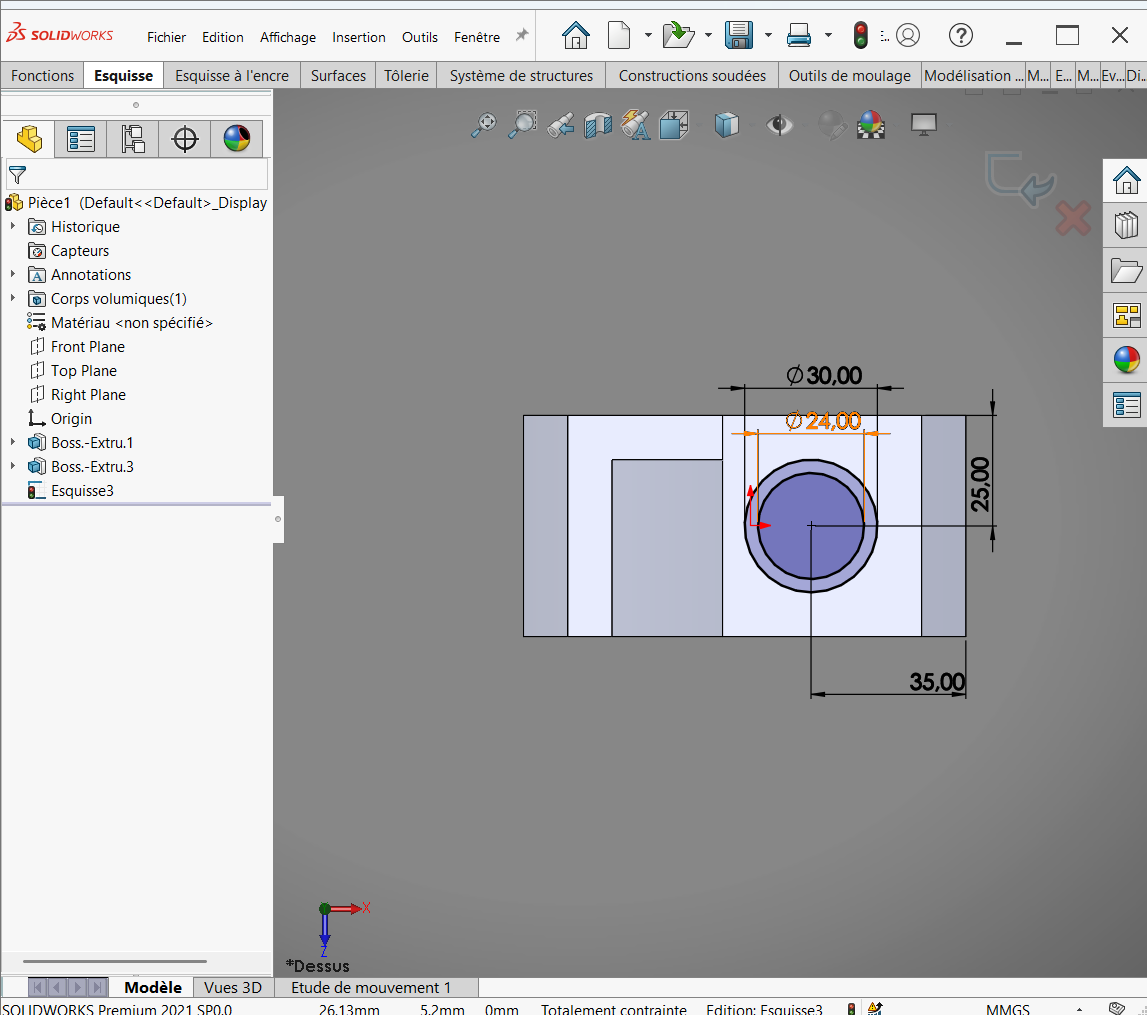 SOLIDWORKS Fichier Edition Affichage Insertion Outils Fenêtre
Fonctions Esquisse Esquisse à l'encre Surfaces Tôlerie Système de structures Constructions soudées Outils de moulage Modélisation ... M... E... M... Ev... Di...
Pièce1 (Default<<Default>_Display
Historique
Capteurs
Annotations
Corps volumiques(1)
Matériau <non spécifié>
Front Plane
Top Plane
Right Plane
Origin
Boss.-Extru.1
Boss.-Extru.3
Esquisse3
∅30,00
∅24,00
25,00
35,00
X
Z
*Dessus
Modèle Vues 3D Etude de mouvement 1
SOLIDWORKS Premium 2021 SP0.0 26.13mm 5.2mm 0mm Totalement contrainte Edition: Esquisse3 MMGS